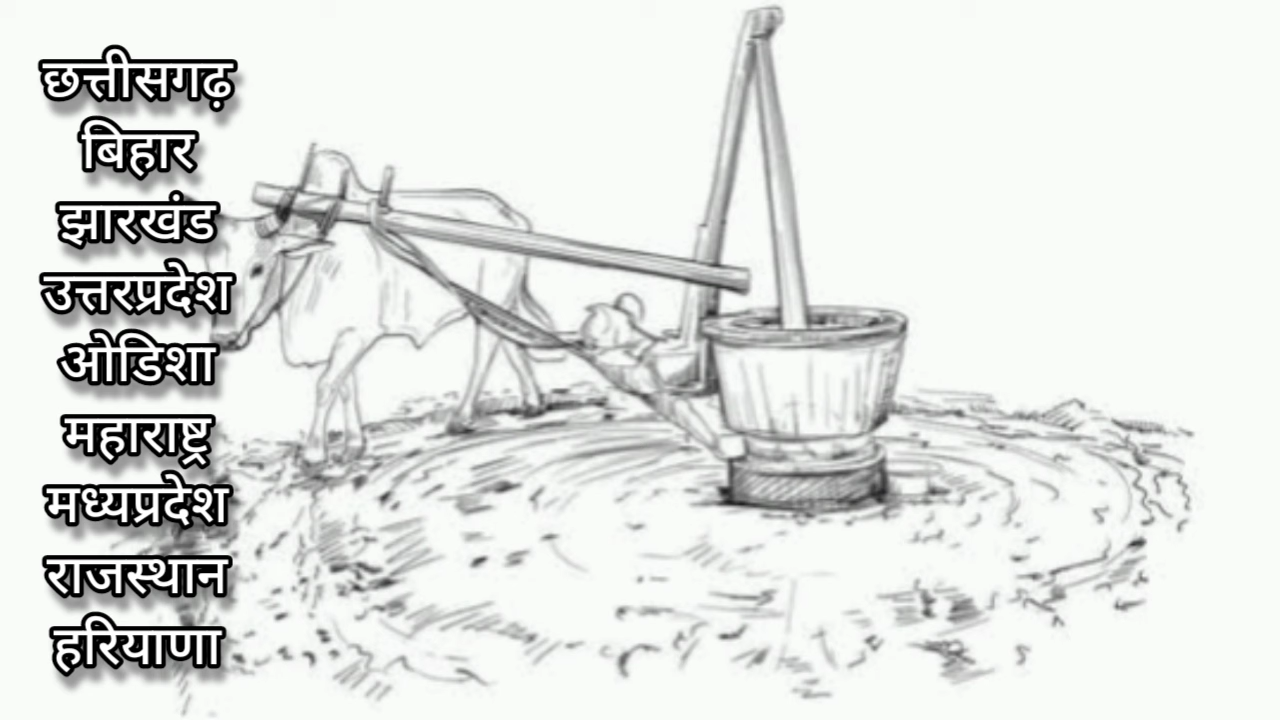 छत्तीसगढ़
बिहार
झारखंड
उत्तरप्रदेश
ओडिशा
महाराष्ट्र
मध्यप्रदेश
राजस्थान
हरियाणा